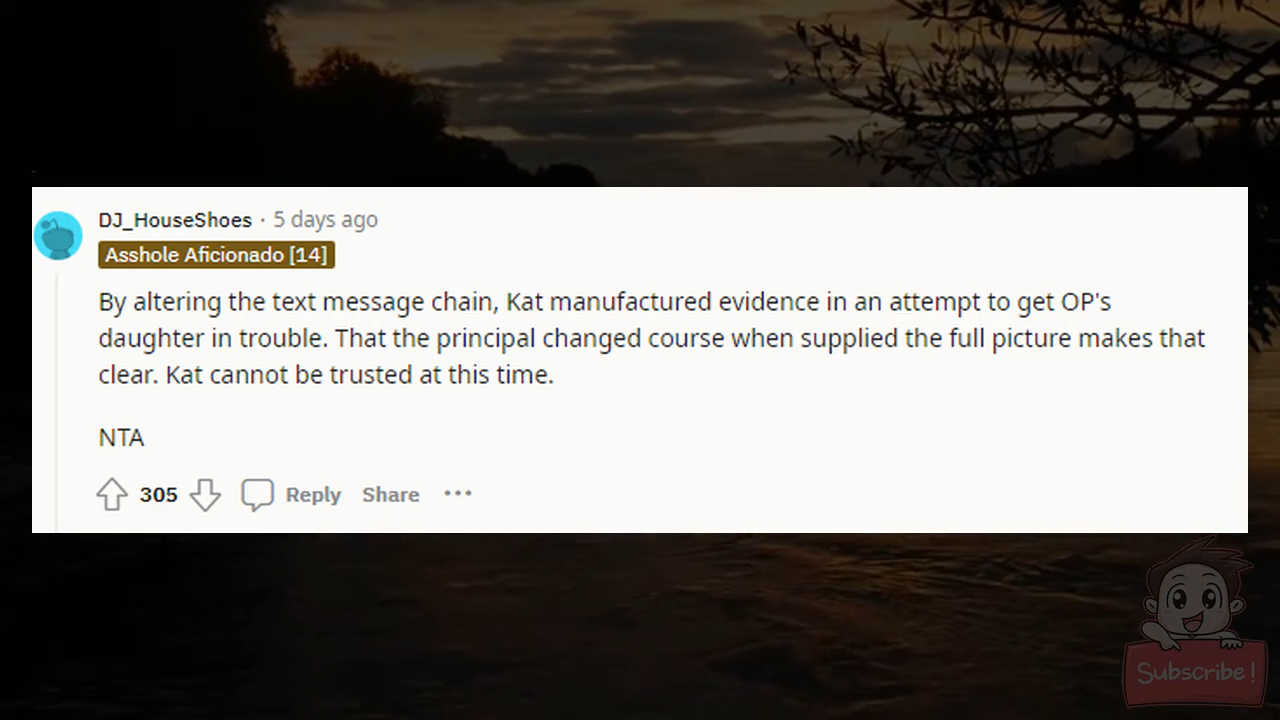 DJ_HouseShoes · 5 days ago
Asshole Aficionado [14]
By altering the text message chain, Kat manufactured evidence in an attempt to get OP's
daughter in trouble. That the principal changed course when supplied the full picture makes that
clear. Kat cannot be trusted at this time.
NTA
305 Reply Share ···
Subscribe!